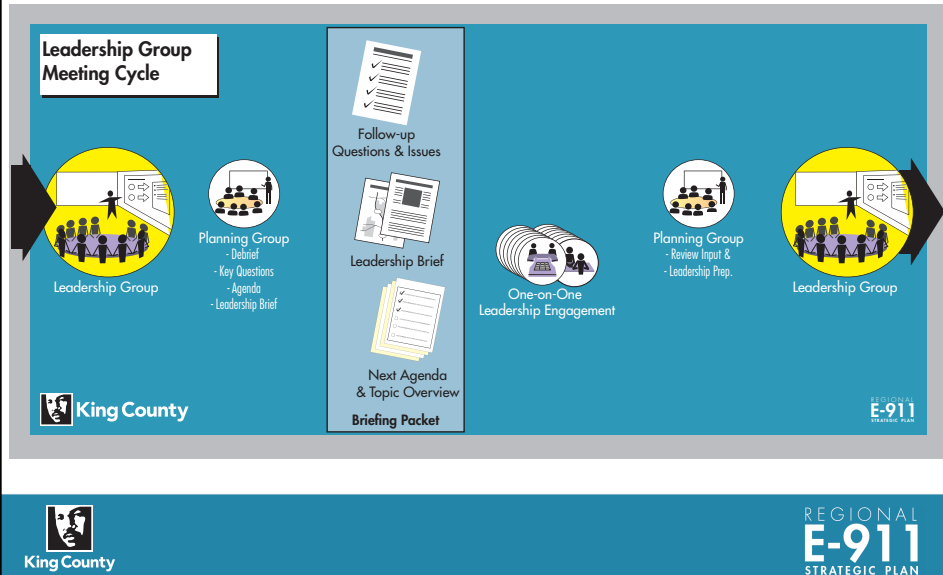 Leadership Group
Meeting Cycle
Leadership Group
Planning Group
- Debrief
- Key Questions
- Agenda
- Leadership Brief
Follow-up
Questions & Issues
Leadership Brief
Next Agenda
& Topic Overview
Briefing Packet
One-on-One
Leadership Engagement
Planning Group
- Review Input &
- Leadership Prep.
Leadership Group
King County
REGIONAL
E-911
STRATEGIC PLAN
King County
REGIONAL
E-911
STRATEGIC PLAN